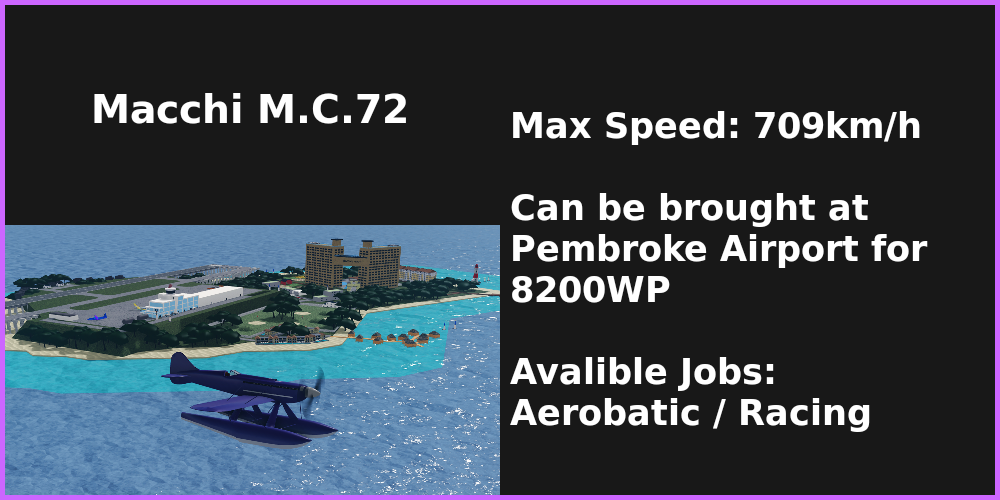 Macchi M.C.72
Max Speed: 709km/h
Can be brought at
Pembroke Airport for
8200WP
Avalible Jobs:
Aerobatic / Racing